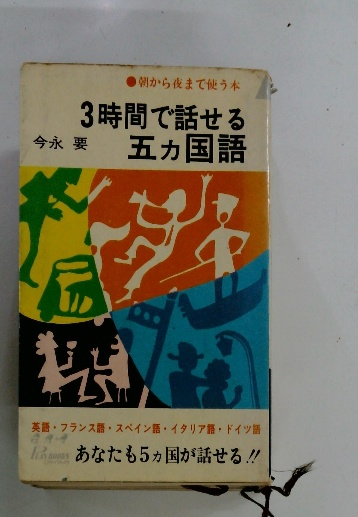 ●朝から夜まで使う本
3時間で話せる
今永 要 五ヵ国語
英語・フランス語・スペイン語・イタリア語・ドイツ語
あなたも5ヵ国が話せる!!